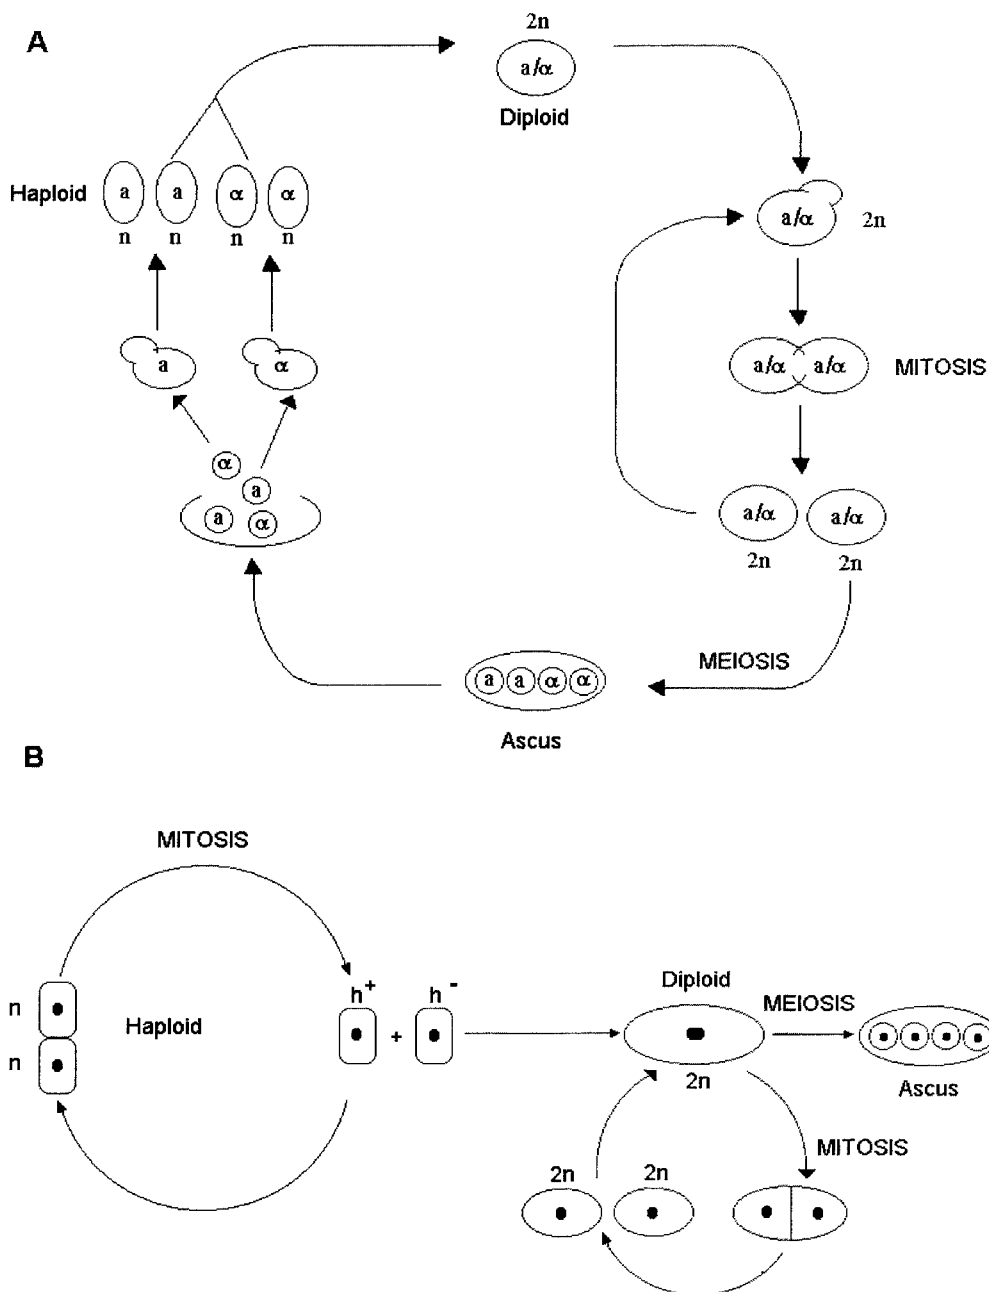 A
2n
a/α
Diploid
Haploid
a a α α
n n n n
a/α 2n
a α
a/α a/α
MITOSIS
α
a
a α
a/α a/α
2n 2n
MEIOSIS
a a α α
Ascus
B
MITOSIS
n
n
Haploid
h⁺ h⁻
+
Diploid
2n
MEIOSIS
Ascus
MITOSIS
2n 2n